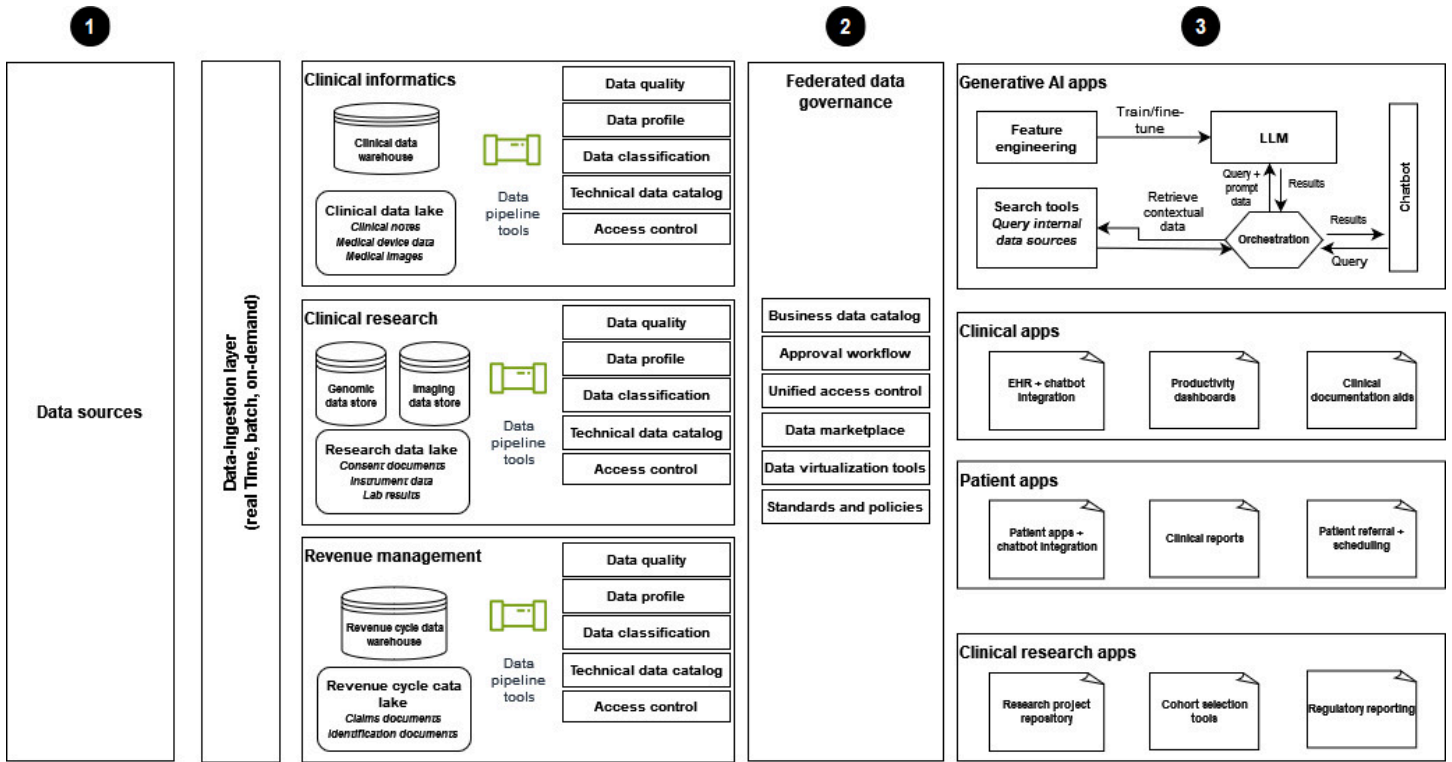 1
2
3
Data sources
Data-ingestion layer
(real Time, batch, on-demand)
Clinical informatics
Clinical data
warehouse
Clinical data lake
Clinical notes
Medical device data
Medical images
Data
pipeline
tools
Data quality
Data profile
Data classification
Technical data catalog
Access control
Clinical research
Genomic
data store
Imaging
data store
Research data lake
Consent documents
Instrument data
Lab results
Data
pipeline
tools
Data quality
Data profile
Data classification
Technical data catalog
Access control
Revenue management
Revenue cycle data
warehouse
Revenue cycle cata
lake
Claims documents
Identification documents
Data
pipeline
tools
Data quality
Data profile
Data classification
Technical data catalog
Access control
Federated data
governance
Business data catalog
Approval workflow
Unified access control
Data marketplace
Data virtualization tools
Standards and policies
Generative AI apps
Feature
engineering
Train/fine-
tune
LLM
Query +
prompt
data
Results
Search tools
Query internal
data sources
Retrieve
contextual
data
Orchestration
Results
Query
Chatbot
Clinical apps
EHR + chatbot
integration
Productivity
dashboards
Clinical
documentation aids
Patient apps
Patient apps +
chatbot integration
Clinical reports
Patient referral +
scheduling
Clinical research apps
Research project
repository
Cohort selection
tools
Regulatory reporting